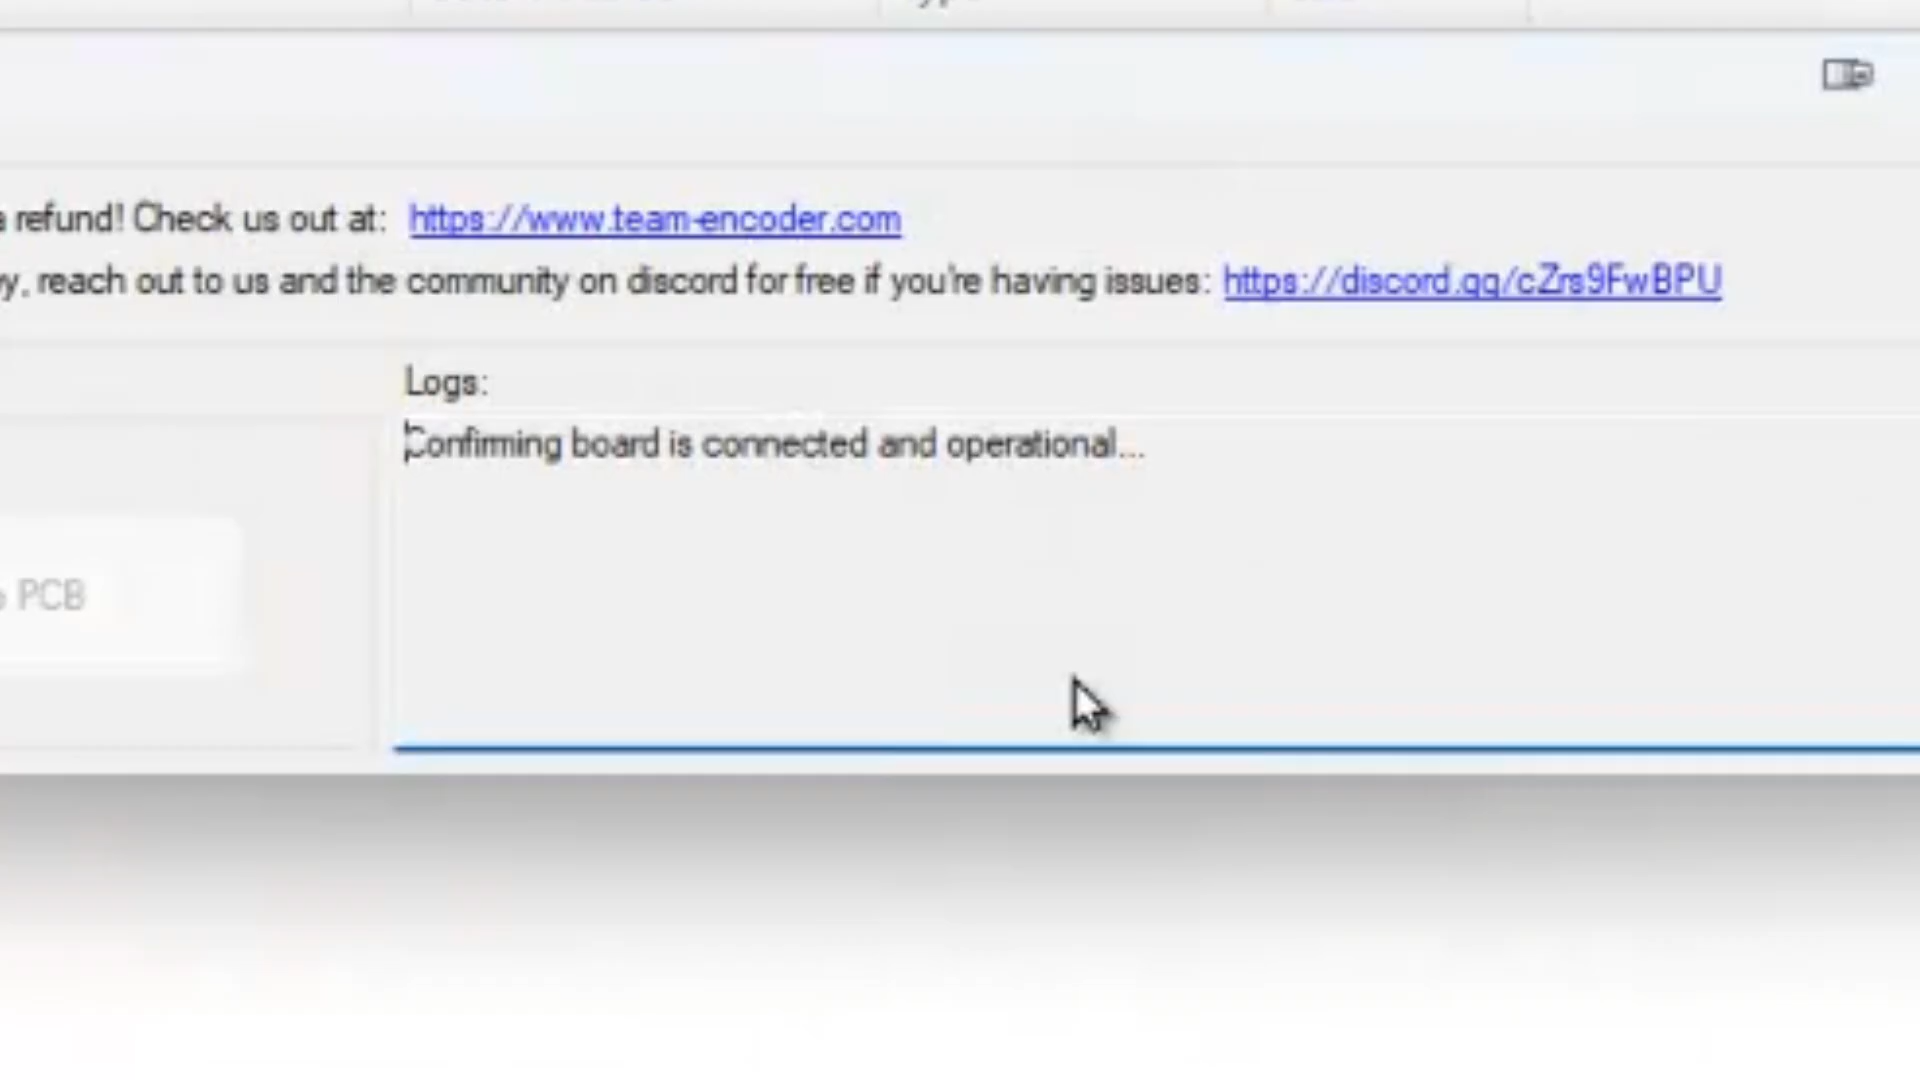 refund! Check us out at: https://www.team-encoder.com
y, reach out to us and the community on discord for free if you're having issues: https://discord.gg/cZrs9FwBPU
Logs:
Confirming board is connected and operational...
PCB